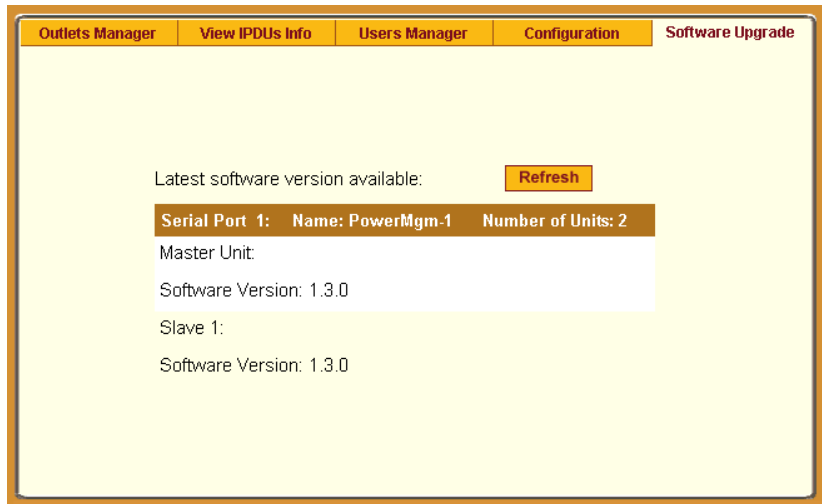 Outlets Manager View IPDUs Info Users Manager Configuration Software Upgrade
Latest software version available: Refresh
Serial Port 1: Name: PowerMgm-1 Number of Units: 2
Master Unit:
Software Version: 1.3.0
Slave 1:
Software Version: 1.3.0